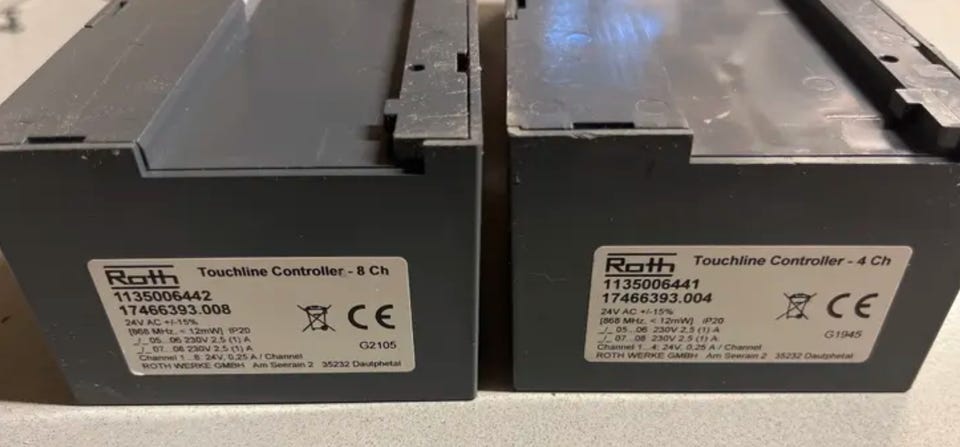 Roth Touchline Controller - 8 Ch
1135006442
17466393.008
24V AC +/-15%
[868 MHz, < 12mW] IP20
_/_ 05...06 230V 2,5 (1) A
_/_ 07...08 230V 2,5 (1) A
Channel 1...8: 24V, 0,25 A / Channel
ROTH WERKE GMBH Am Seerain 2 35232 Dautphetal
CE
G2105
Roth Touchline Controller - 4 Ch
1135006441
17466393.004
24V AC +/-15%
[868 MHz, < 12mW] IP20
_/_ 05...06 230V 2,5 (1) A
_/_ 07...08 230V 2,5 (1) A
Channel 1...4: 24V, 0,25 A / Channel
ROTH WERKE GMBH Am Seerain 2 35232 Dautphetal
CE
G1945